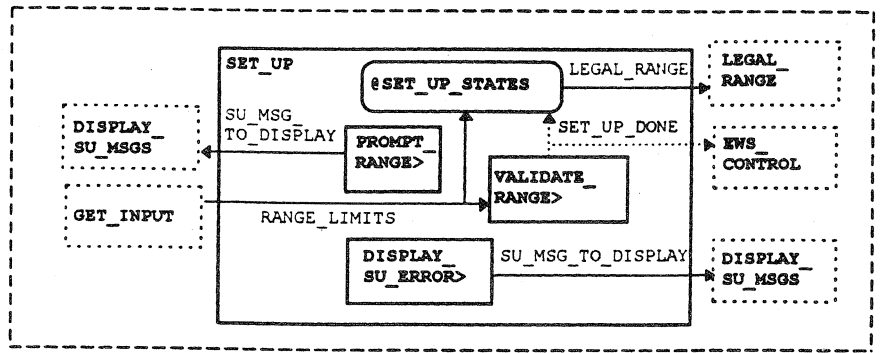 SET_UP
@SET_UP_STATES
LEGAL_RANGE
LEGAL_
RANGE
DISPLAY_
SU_MSGS
SU_MSG_
TO_DISPLAY
PROMPT_
RANGE>
SET_UP_DONE
EWS_
CONTROL
VALIDATE_
RANGE>
GET_INPUT
RANGE_LIMITS
DISPLAY_
SU_ERROR>
SU_MSG_TO_DISPLAY
DISPLAY_
SU_MSGS